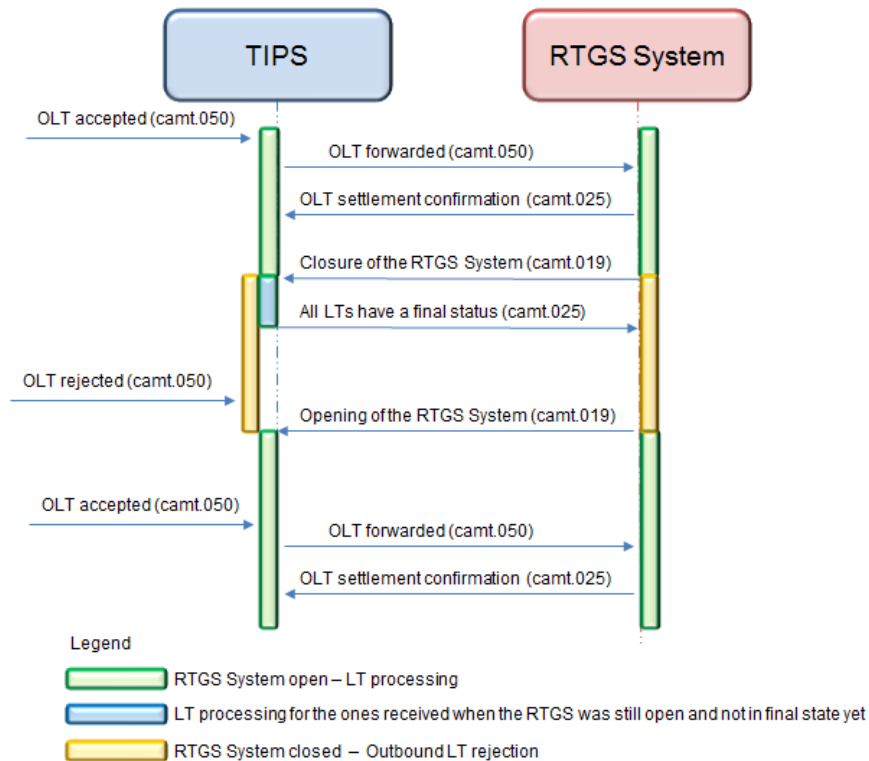 TIPS
RTGS System
OLT accepted (camt.050)
OLT forwarded (camt.050)
OLT settlement confirmation (camt.025)
Closure of the RTGS System (camt.019)
All LTs have a final status (camt.025)
OLT rejected (camt.050)
Opening of the RTGS System (camt.019)
OLT accepted (camt.050)
OLT forwarded (camt.050)
OLT settlement confirmation (camt.025)
Legend
RTGS System open – LT processing
LT processing for the ones received when the RTGS was still open and not in final state yet
RTGS System closed – Outbound LT rejection